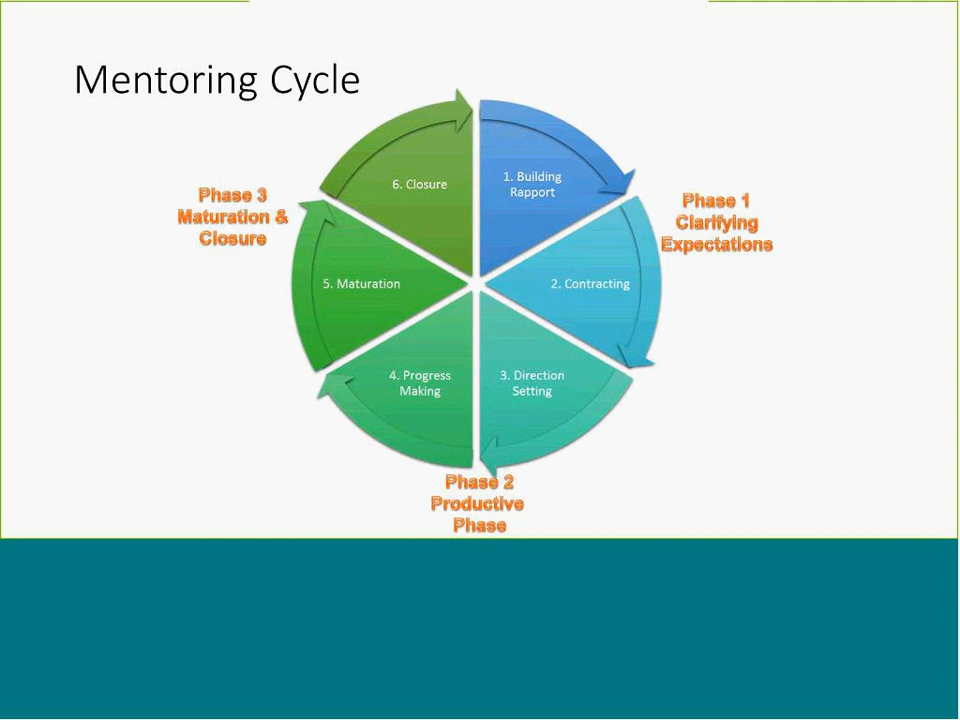 Mentoring Cycle
1. Building
Rapport
2. Contracting
3. Direction
Setting
4. Progress
Making
5. Maturation
6. Closure
Phase 1
Clarifying
Expectations
Phase 2
Productive
Phase
Phase 3
Maturation &
Closure